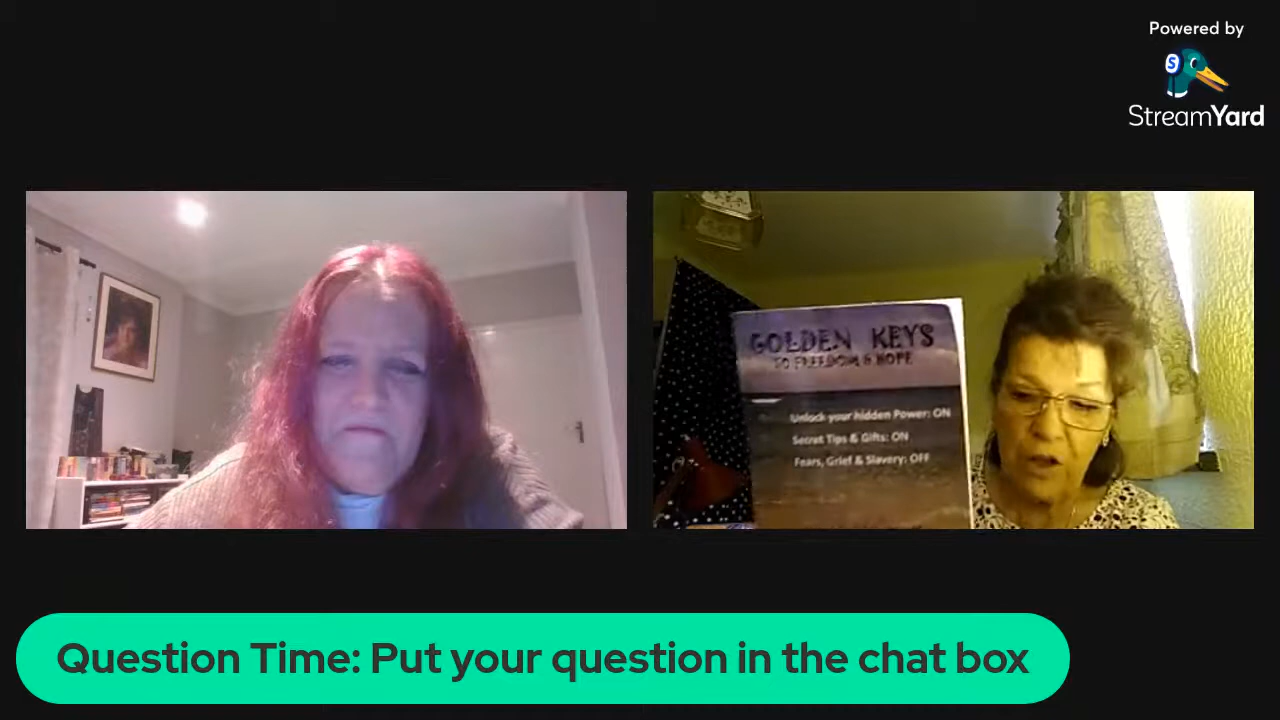 Powered by
StreamYard
GOLDEN KEYS
TO FREEDOM & HOPE
Unlock your hidden Power: ON
Secret Tips & Gifts: ON
Fears, Grief & Slavery: OFF
Question Time: Put your question in the chat box